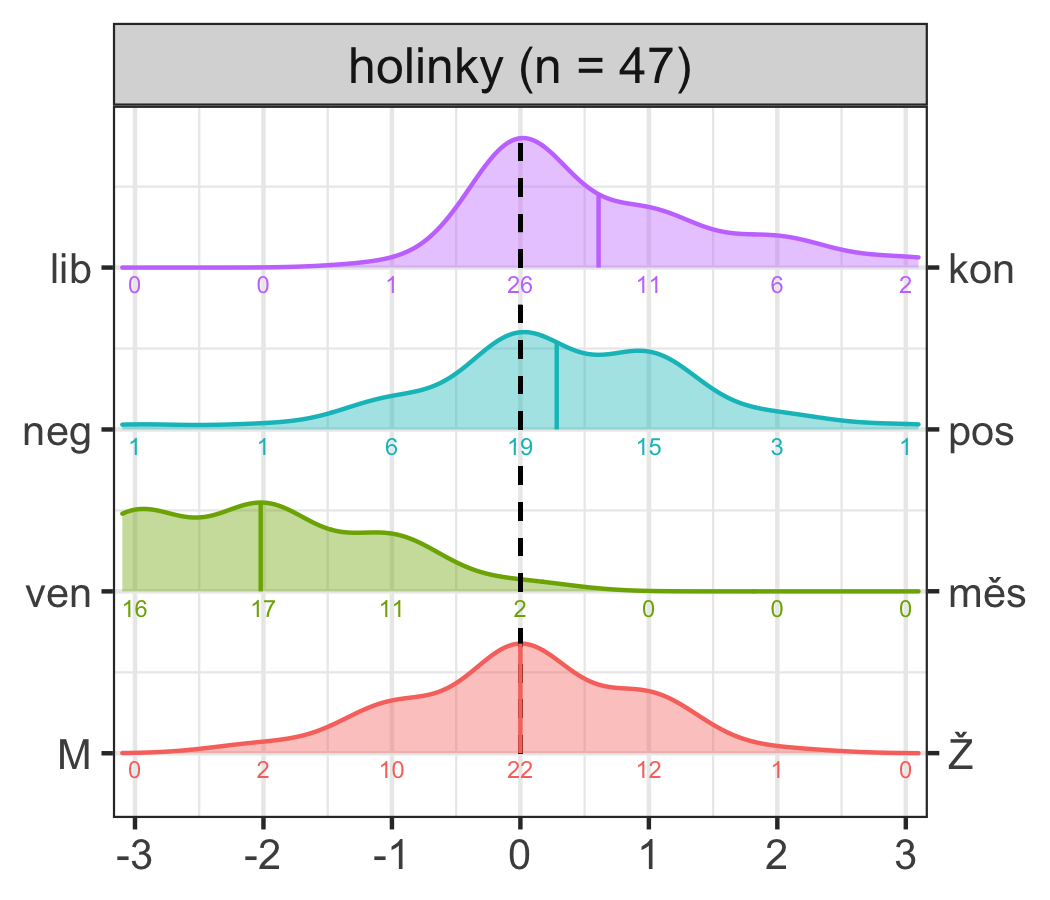 holinky (n = 47)
lib kon
0 0 1 26 11 6 2
neg pos
1 1 6 19 15 3 1
ven měs
16 17 11 2 0 0 0
M Ž
0 2 10 22 12 1 0
-3 -2 -1 0 1 2 3